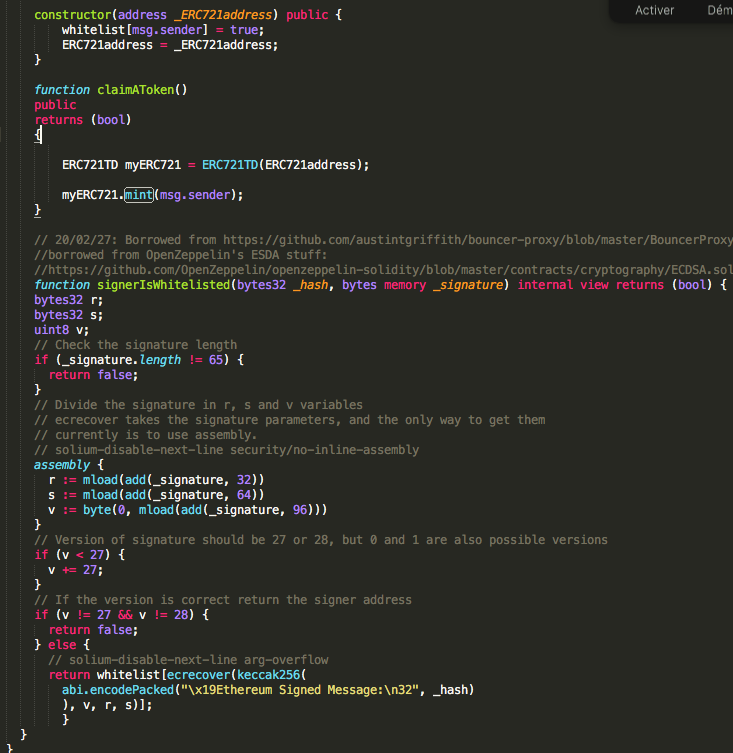 Activer Dém
constructor(address _ERC721address) public {
whitelist[msg.sender] = true;
ERC721address = _ERC721address;
}
function claimAToken()
public
returns (bool)
{
ERC721TD myERC721 = ERC721TD(ERC721address);
myERC721.mint(msg.sender);
}
// 20/02/27: Borrowed from https://github.com/austintgriffith/bouncer-proxy/blob/master/BouncerProxy
//borrowed from OpenZeppelin's ESDA stuff:
//https://github.com/OpenZeppelin/openzeppelin-solidity/blob/master/contracts/cryptography/ECDSA.sol
function signerIsWhitelisted(bytes32 _hash, bytes memory _signature) internal view returns (bool) {
bytes32 r;
bytes32 s;
uint8 v;
// Check the signature length
if (_signature.length != 65) {
return false;
}
// Divide the signature in r, s and v variables
// ecrecover takes the signature parameters, and the only way to get them
// currently is to use assembly.
// solium-disable-next-line security/no-inline-assembly
assembly {
r := mload(add(_signature, 32))
s := mload(add(_signature, 64))
v := byte(0, mload(add(_signature, 96)))
}
// Version of signature should be 27 or 28, but 0 and 1 are also possible versions
if (v < 27) {
v += 27;
}
// If the version is correct return the signer address
if (v != 27 && v != 28) {
return false;
} else {
// solium-disable-next-line arg-overflow
return whitelist[ecrecover(keccak256(
abi.encodePacked("\x19Ethereum Signed Message:\n32", _hash)
), v, r, s)];
}
}
}